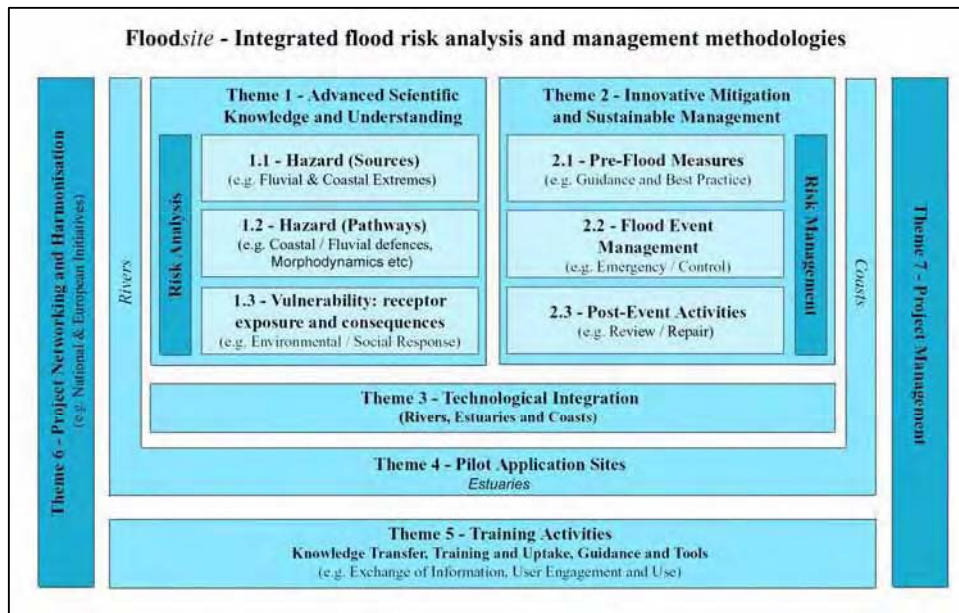 Floodsite - Integrated flood risk analysis and management methodologies
Theme 6 - Project Networking and Harmonisation
(e.g. National & European Initiatives)
Rivers
Theme 1 - Advanced Scientific
Knowledge and Understanding
Risk Analysis
1.1 - Hazard (Sources)
(e.g. Fluvial & Coastal Extremes)
1.2 - Hazard (Pathways)
(e.g. Coastal / Fluvial defences,
Morphodynamics etc)
1.3 - Vulnerability: receptor
exposure and consequences
(e.g. Environmental / Social Response)
Theme 2 - Innovative Mitigation
and Sustainable Management
2.1 - Pre-Flood Measures
(e.g. Guidance and Best Practice)
2.2 - Flood Event
Management
(e.g. Emergency / Control)
2.3 - Post-Event Activities
(e.g. Review / Repair)
Risk Management
Coasts
Theme 7 - Project Management
Theme 3 - Technological Integration
(Rivers, Estuaries and Coasts)
Theme 4 - Pilot Application Sites
Estuaries
Theme 5 - Training Activities
Knowledge Transfer, Training and Uptake, Guidance and Tools
(e.g. Exchange of Information, User Engagement and Use)